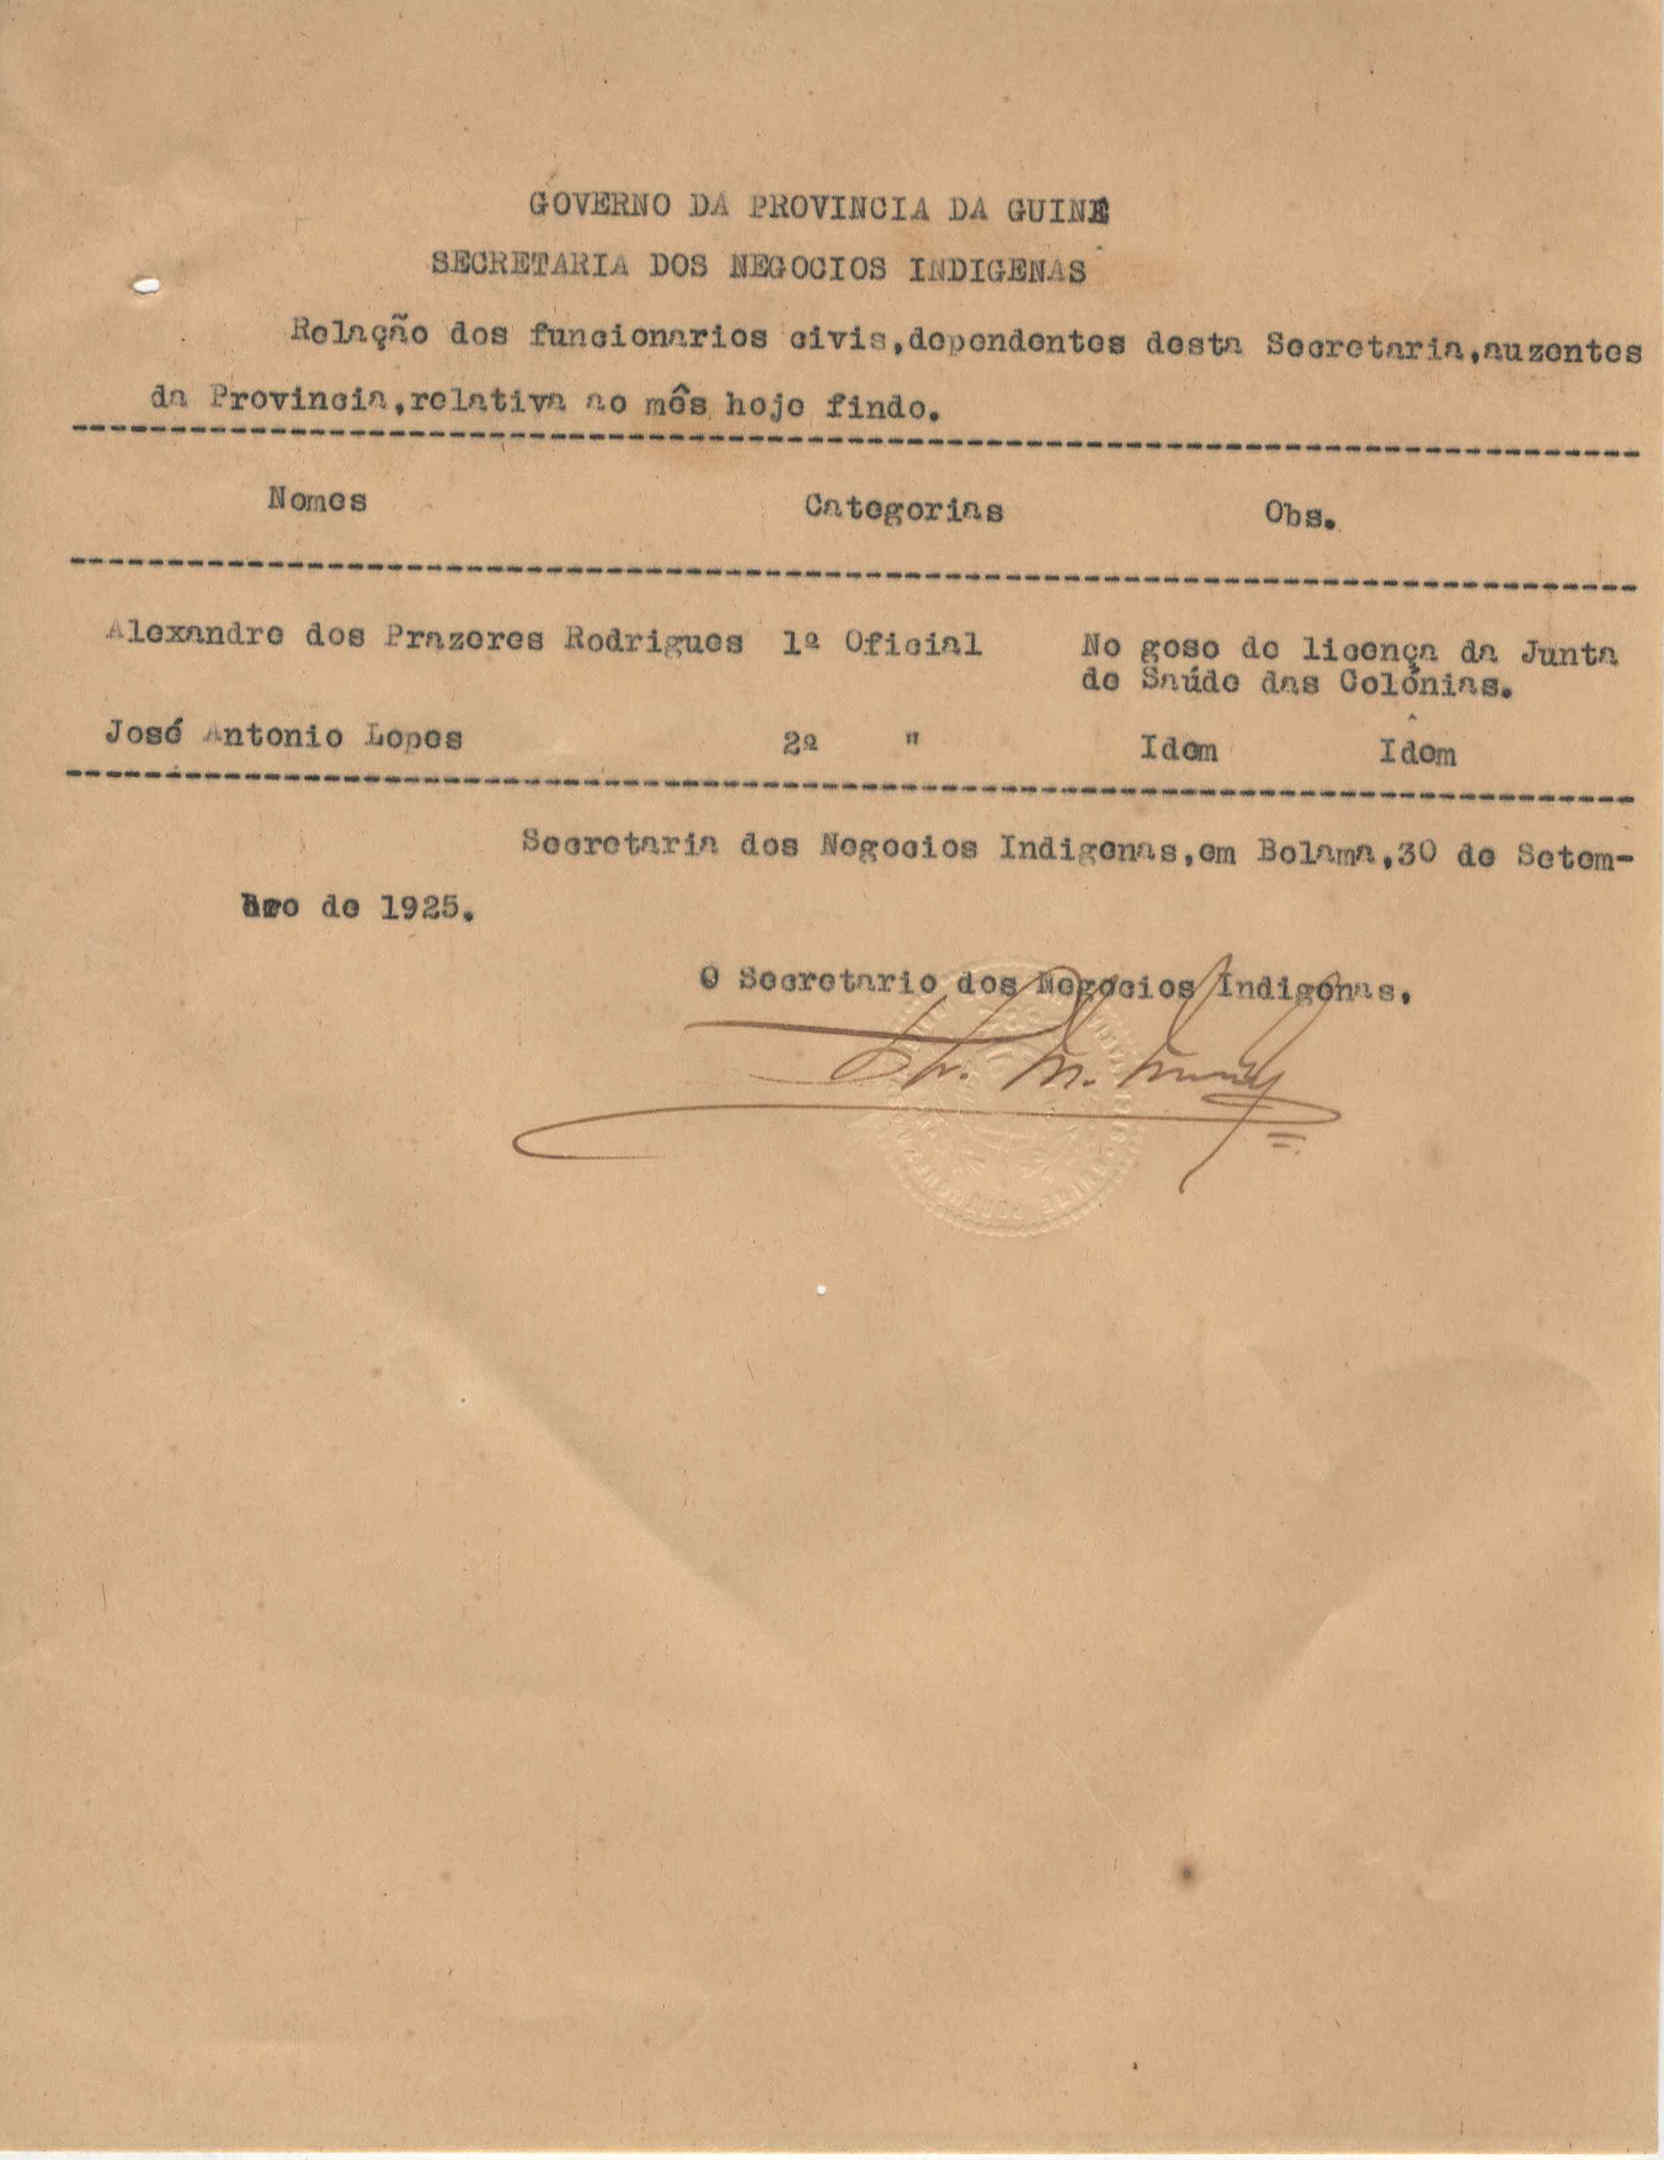 GOVERNO DA PROVINCIA DA GUINÉ
SECRETARIA DOS NEGOCIOS INDIGENAS
Relação dos funcionarios civis,dependentes desta Secretaria,auzentes
da Provincia,relativa ao mês hoje findo.
Nomes Categorias Obs.
Alexandre dos Prazeres Rodrigues 1º Oficial No goso de licença da Junta
de Saúde das Colónias.
José Antonio Lopes 2º " Idem Idem
Secretaria dos Negocios Indigenas,em Bolama,30 de Setem-
bro de 1925.
O Secretario dos Negocios Indigenas.